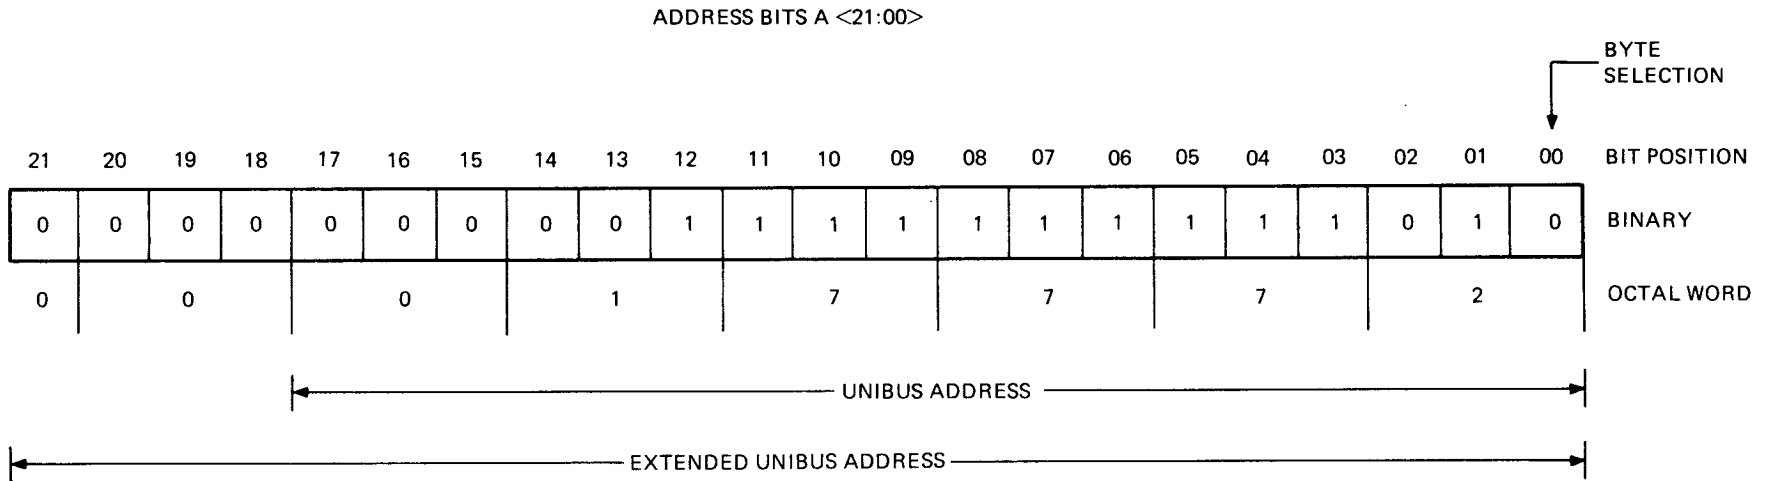 ADDRESS BITS A <21:00>
BYTE
SELECTION
21 20 19 18 17 16 15 14 13 12 11 10 09 08 07 06 05 04 03 02 01 00 BIT POSITION
0 0 0 0 0 0 0 0 0 1 1 1 1 1 1 1 1 1 1 0 1 0 BINARY
0 0 0 1 7 7 7 2 OCTAL WORD
UNIBUS ADDRESS
EXTENDED UNIBUS ADDRESS